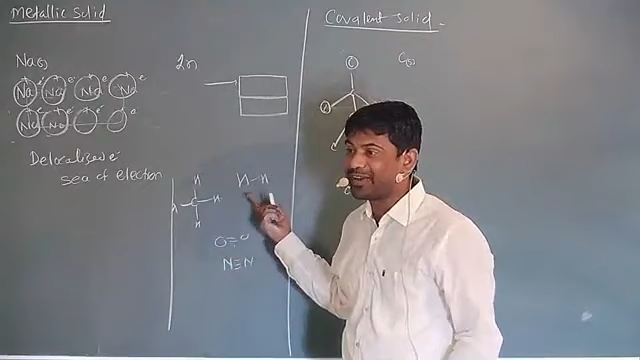 Metallic Solid
Na(s)
Zn
Na Na Na Na
e e e e
Na Na
e
Delocalized e
sea of electron
H
C H
H
H-H
O=O
N≡N
Covalent Solid
C(s)
C